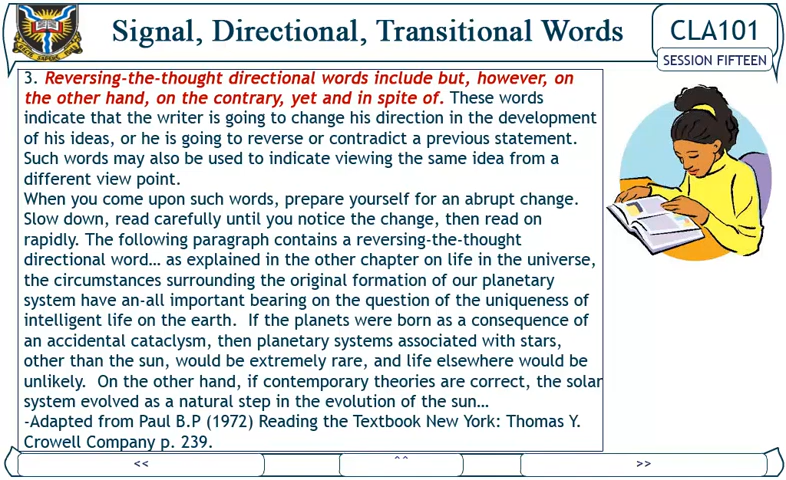 Signal, Directional, Transitional Words
CLA101
SESSION FIFTEEN
3. Reversing-the-thought directional words include but, however, on
the other hand, on the contrary, yet and in spite of. These words
indicate that the writer is going to change his direction in the development
of his ideas, or he is going to reverse or contradict a previous statement.
Such words may also be used to indicate viewing the same idea from a
different view point.
When you come upon such words, prepare yourself for an abrupt change.
Slow down, read carefully until you notice the change, then read on
rapidly. The following paragraph contains a reversing-the-thought
directional word… as explained in the other chapter on life in the universe,
the circumstances surrounding the original formation of our planetary
system have an-all important bearing on the question of the uniqueness of
intelligent life on the earth.  If the planets were born as a consequence of
an accidental cataclysm, then planetary systems associated with stars,
other than the sun, would be extremely rare, and life elsewhere would be
unlikely.  On the other hand, if contemporary theories are correct, the solar
system evolved as a natural step in the evolution of the sun…
-Adapted from Paul B.P (1972) Reading the Textbook New York: Thomas Y.
Crowell Company p. 239.
<< ^^ >>